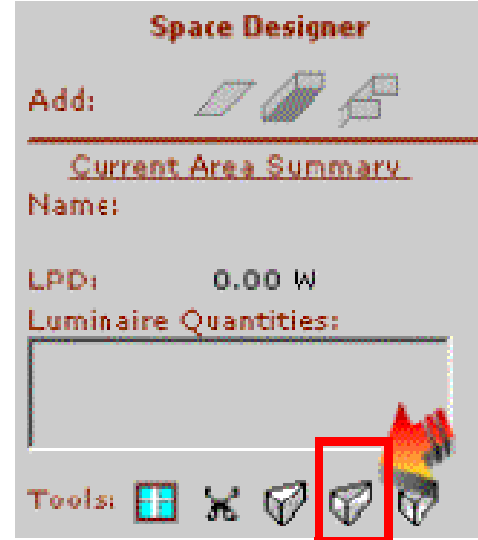 Space Designer
Add:
Current Area Summary
Name:
LPD: 0.00 W
Luminaire Quantities:
Tools: